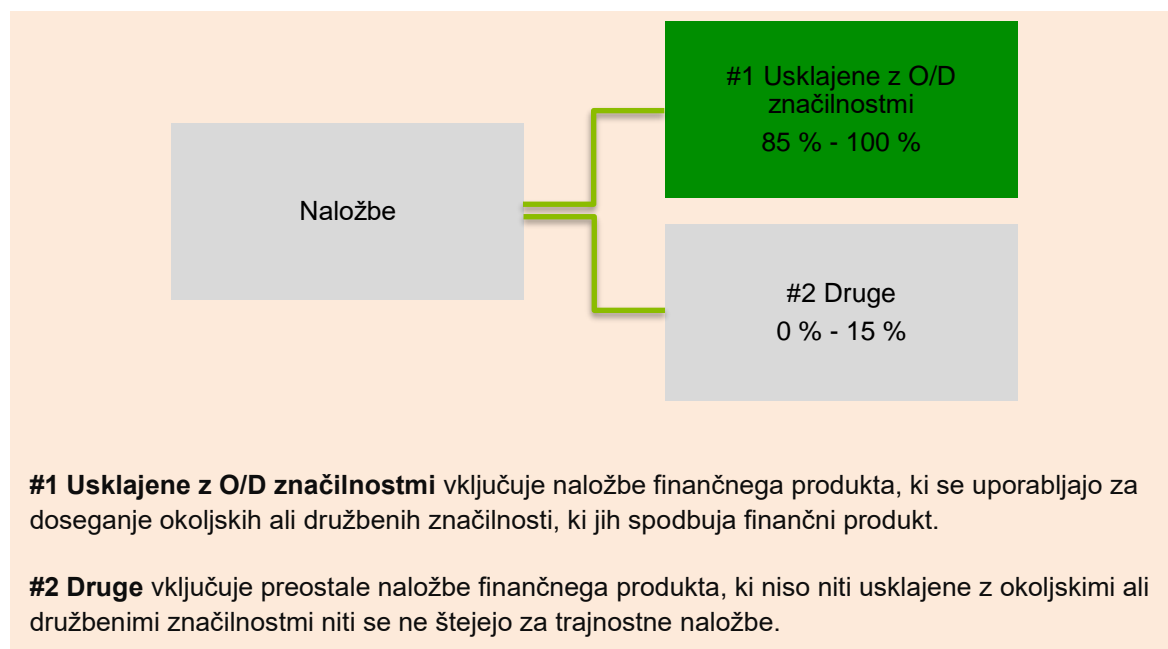 #1 Usklajene z O/D
značilnostmi
85 % - 100 %
Naložbe
#2 Druge
0 % - 15 %
#1 Usklajene z O/D značilnostmi vključuje naložbe finančnega produkta, ki se uporabljajo za
doseganje okoljskih ali družbenih značilnosti, ki jih spodbuja finančni produkt.
#2 Druge vključuje preostale naložbe finančnega produkta, ki niso niti usklajene z okoljskimi ali
družbenimi značilnostmi niti se ne štejejo za trajnostne naložbe.